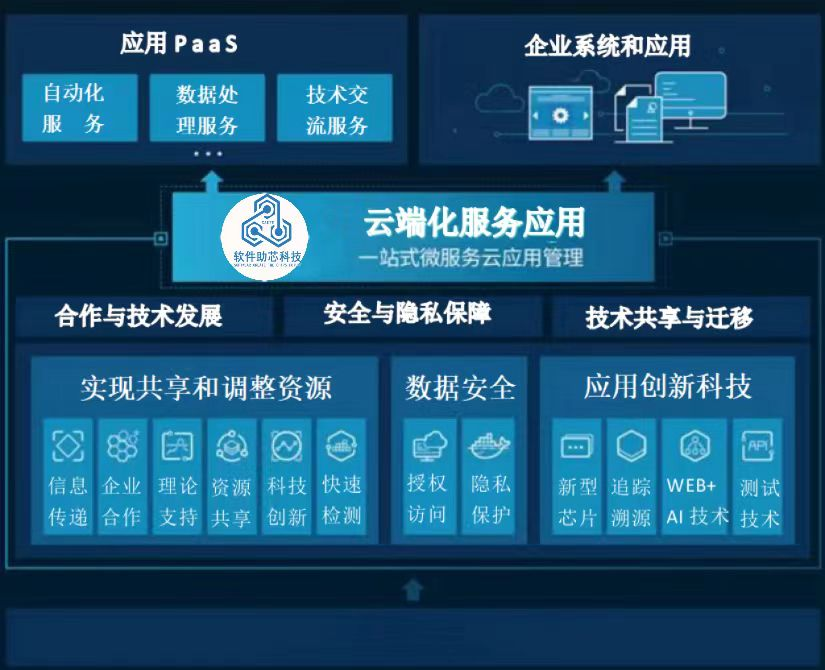 应用 PaaS
企业系统和应用
自动化
服 务
数据处
理服务
技术交
流服务
...
云端化服务应用
一站式微服务云应用管理
软件助芯科技
合作与技术发展
安全与隐私保障
技术共享与迁移
实现共享和调整资源
数据安全
应用创新科技
信息
传递
企业
合作
理论
支持
资源
共享
科技
创新
快速
检测
授权
访问
隐私
保护
新型
芯片
追踪
溯源
WEB+
AI 技术
API
测试
技术